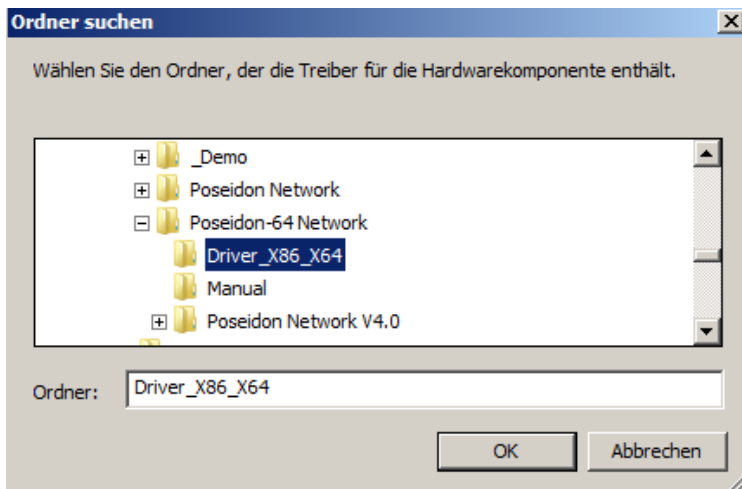 Ordner suchen
Wählen Sie den Ordner, der die Treiber für die Hardwarekomponente enthält.
_Demo
Poseidon Network
Poseidon-64 Network
Driver_X86_X64
Manual
Poseidon Network V4.0
Ordner: Driver_X86_X64
OK Abbrechen